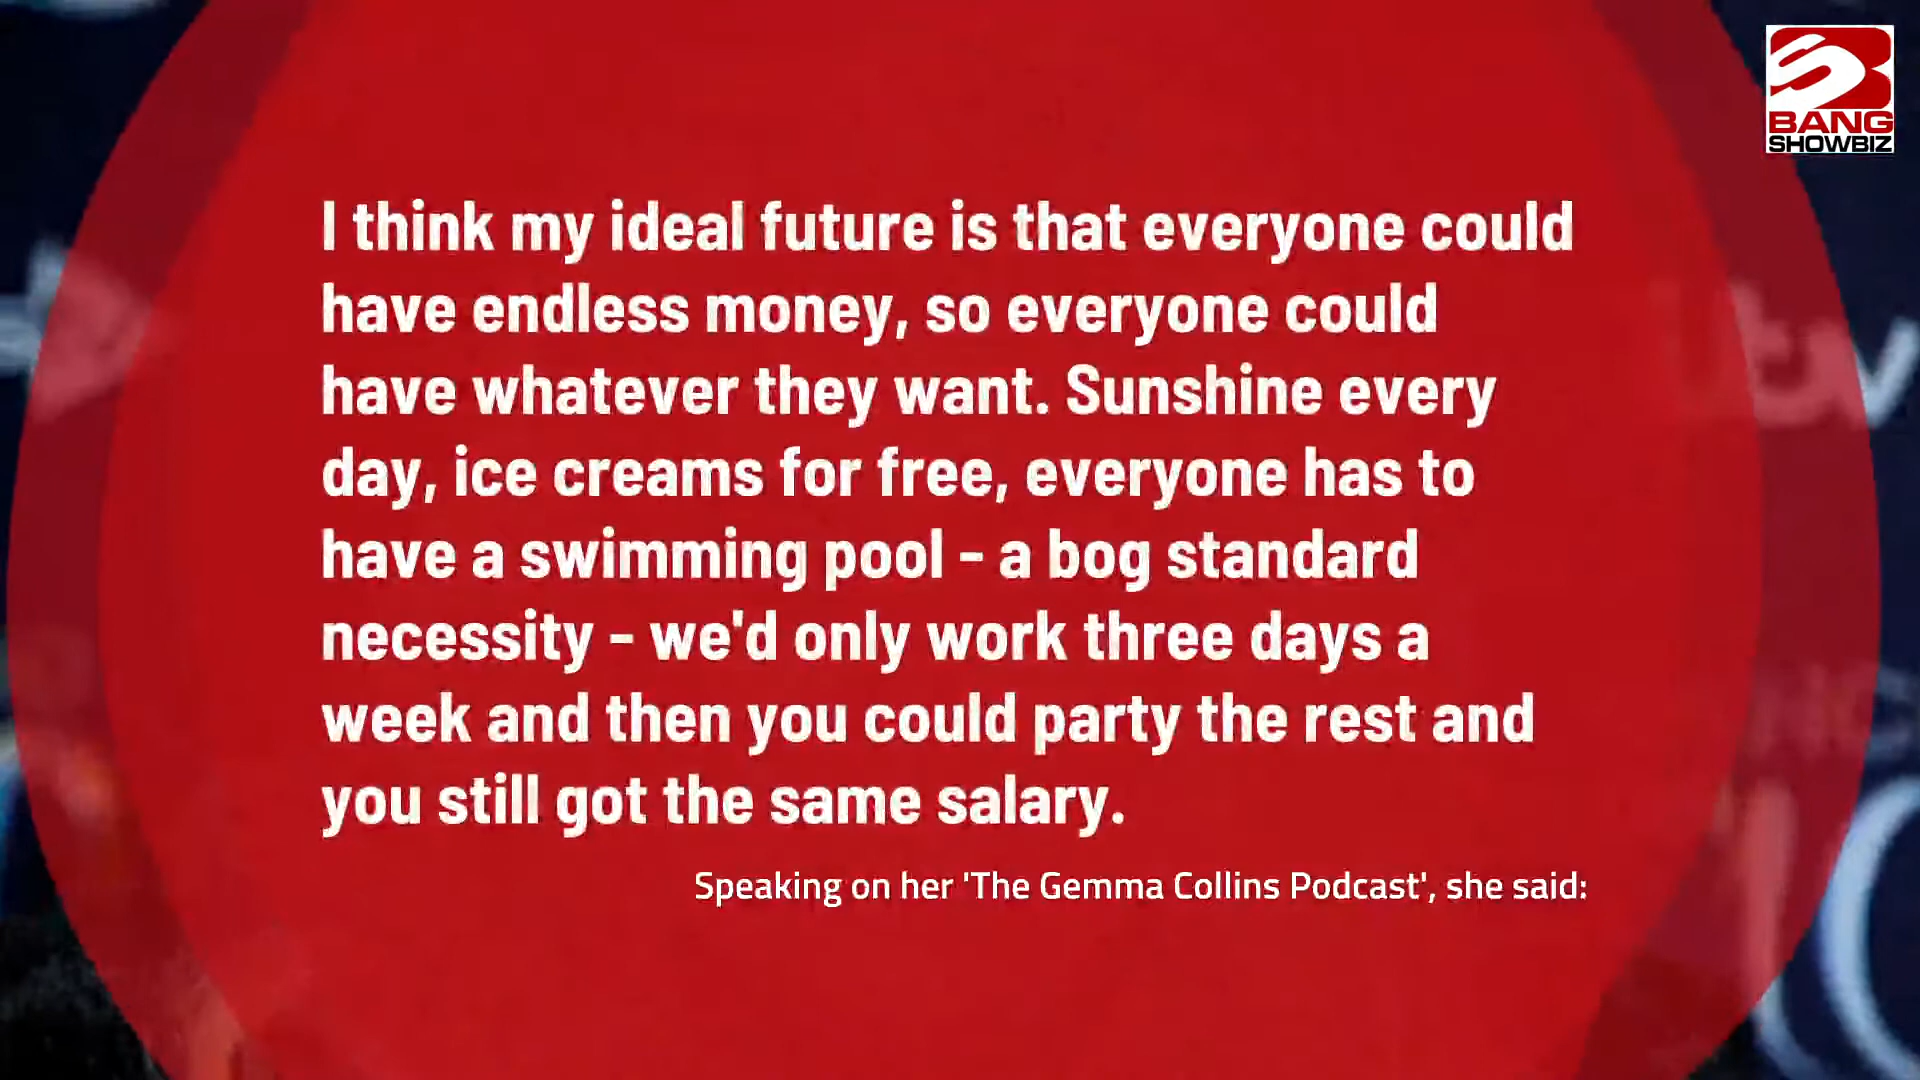 BANG
SHOWBIZ
I think my ideal future is that everyone could
have endless money, so everyone could
have whatever they want. Sunshine every
day, ice creams for free, everyone has to
have a swimming pool - a bog standard
necessity - we'd only work three days a
week and then you could party the rest and
you still got the same salary.
Speaking on her 'The Gemma Collins Podcast', she said:
itv